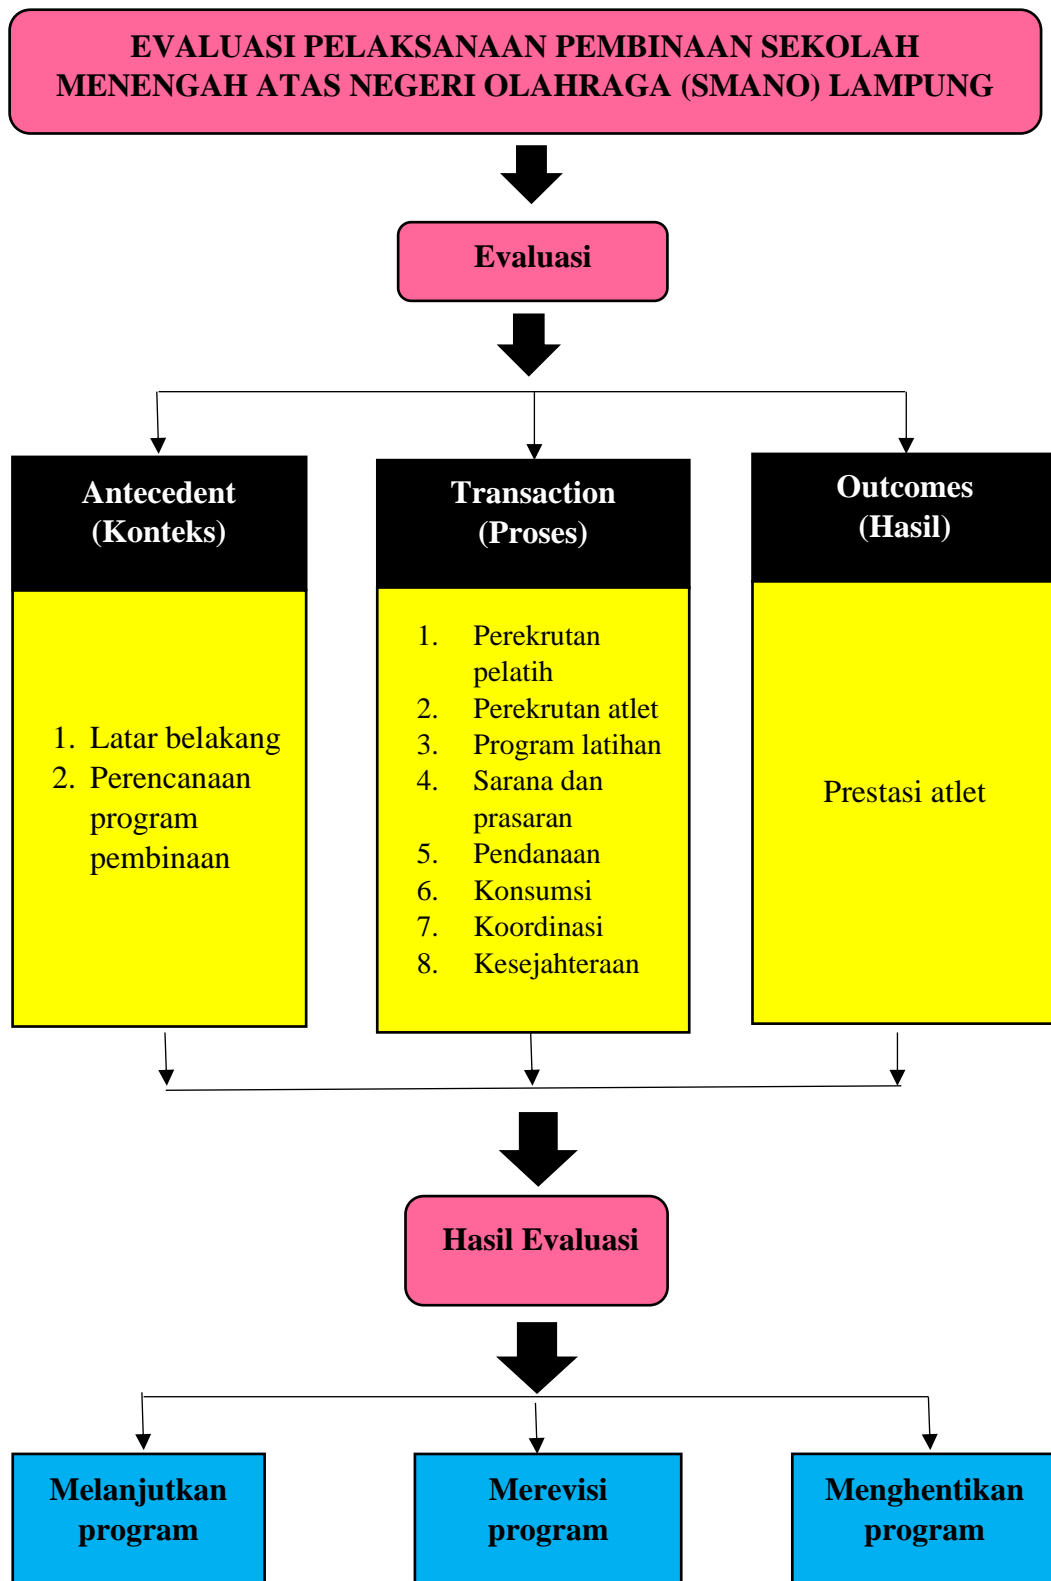 EVALUASI PELAKSANAAN PEMBINAAN SEKOLAH
MENENGAH ATAS NEGERI OLAHRAGA (SMANO) LAMPUNG
Evaluasi
Antecedent
(Konteks)
1. Latar belakang
2. Perencanaan
program
pembinaan
Transaction
(Proses)
1. Perekrutan
pelatih
2. Perekrutan atlet
3. Program latihan
4. Sarana dan
prasaran
5. Pendanaan
6. Konsumsi
7. Koordinasi
8. Kesejahteraan
Outcomes
(Hasil)
Prestasi atlet
Hasil Evaluasi
Melanjutkan
program
Merevisi
program
Menghentikan
program